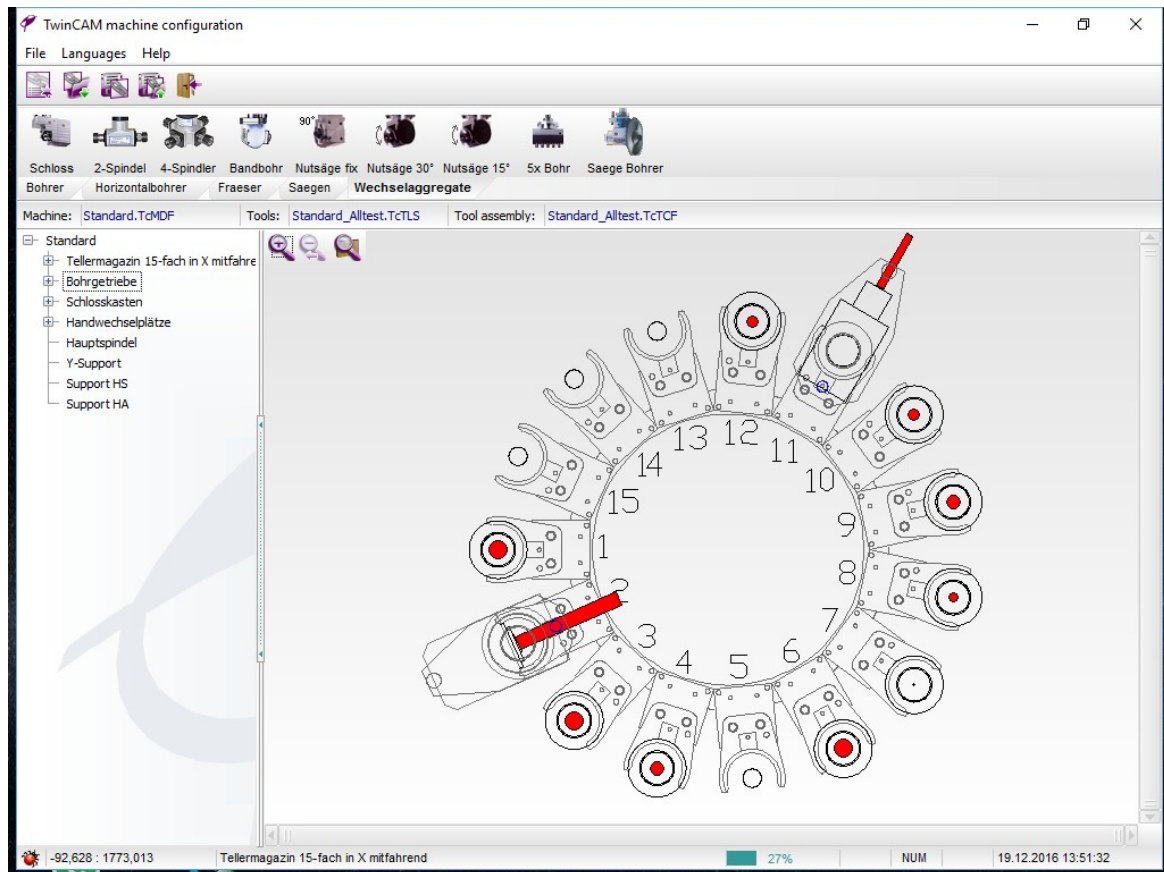 TwinCAM machine configuration
File Languages Help
90°
Schloss 2-Spindel 4-Spindler Bandbohr Nutsäge fix Nutsäge 30° Nutsäge 15° 5x Bohr Saege Bohrer
Bohrer Horizontalbohrer Fraeser Saegen Wechselaggregate
Machine: Standard.TcMDF Tools: Standard_Alltest.TcTLS Tool assembly: Standard_Alltest.TcTCF
Standard
Tellermagazin 15-fach in X mitfahre
Bohrgetriebe
Schlosskasten
Handwechselplätze
Hauptspindel
Y-Support
Support HS
Support HA
13 12 11
14 10
15 9
1 8
2 7
3 6
4 5
-92,628 : 1773,013 Tellermagazin 15-fach in X mitfahrend 27% NUM 19.12.2016 13:51:32